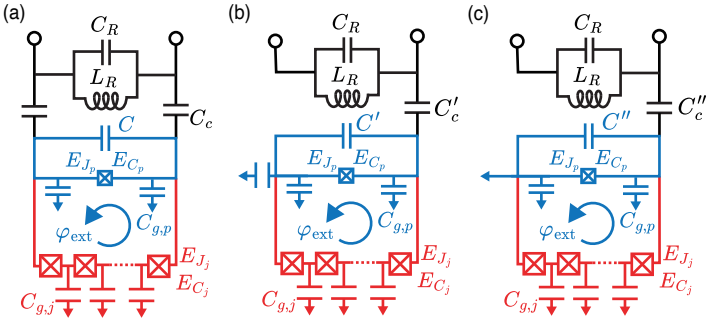 (a)
C_R
L_R
C_c
C
E_{J_p} E_{C_p}
C_{g,p}
φ_ext
E_{J_j}
E_{C_j}
C_{g,j}
(b)
C_R
L_R
C'_c
C'
E_{J_p} E_{C_p}
C_{g,p}
φ_ext
E_{J_j}
E_{C_j}
C_{g,j}
(c)
C_R
L_R
C''_c
C''
E_{J_p} E_{C_p}
C_{g,p}
φ_ext
E_{J_j}
E_{C_j}
C_{g,j}